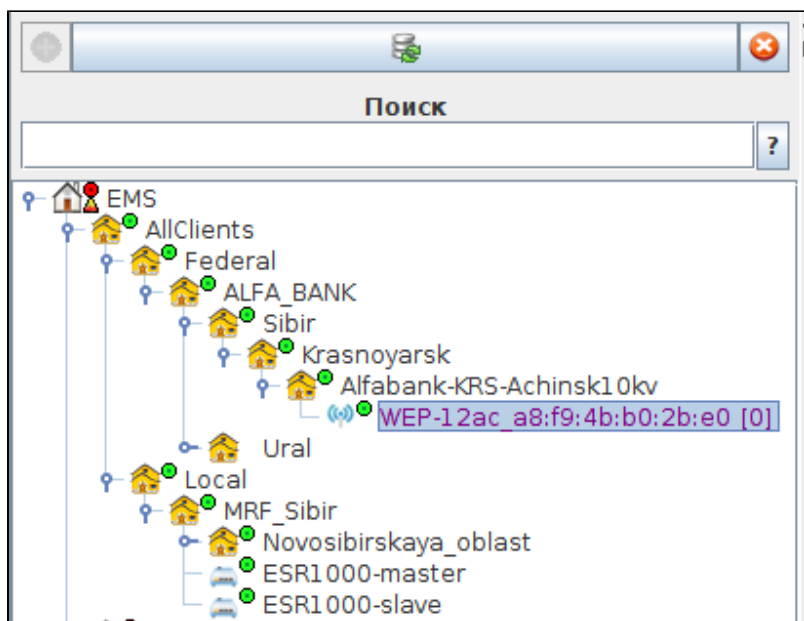 Поиск
?
EMS
AllClients
Federal
ALFA_BANK
Sibir
Krasnoyarsk
Alfabank-KRS-Achinsk10kv
WEP-12ac_a8:f9:4b:b0:2b:e0 [0]
Ural
Local
MRF_Sibir
Novosibirskaya_oblast
ESR1000-master
ESR1000-slave